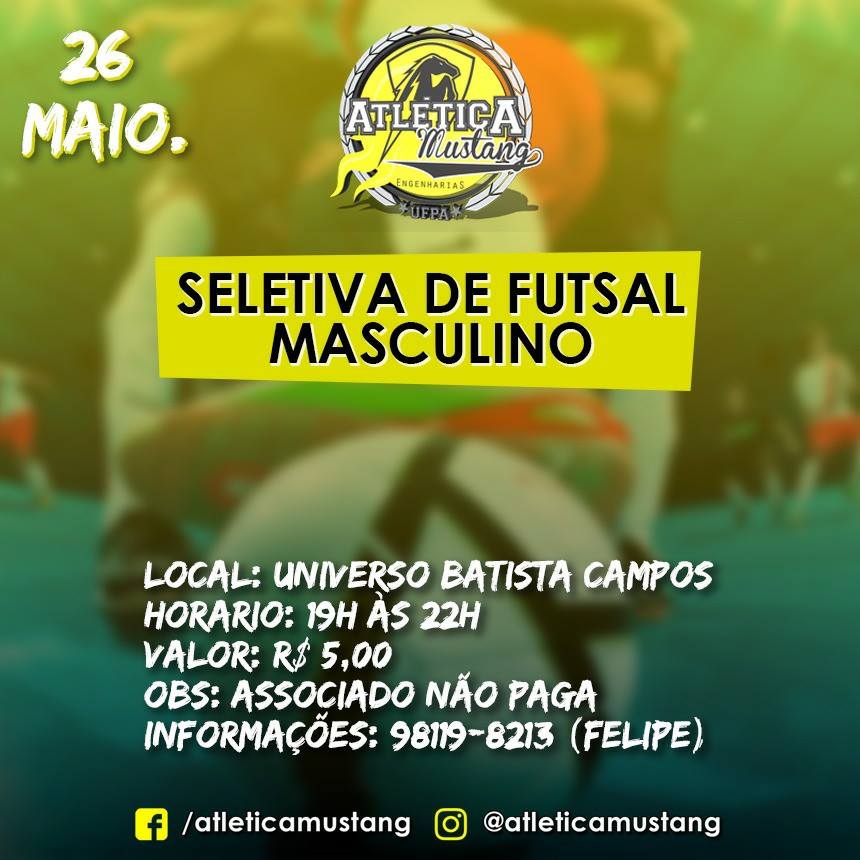 26
MAIO.
ATLÉTICA
Mustang
ENGENHARIAS
UFPA
SELETIVA DE FUTSAL
MASCULINO
LOCAL: UNIVERSO BATISTA CAMPOS
HORARIO: 19H ÀS 22H
VALOR: R$ 5,00
OBS: ASSOCIADO NÃO PAGA
INFORMAÇÕES: 98119-8213 (FELIPE)
/atleticamustang @atleticamustang